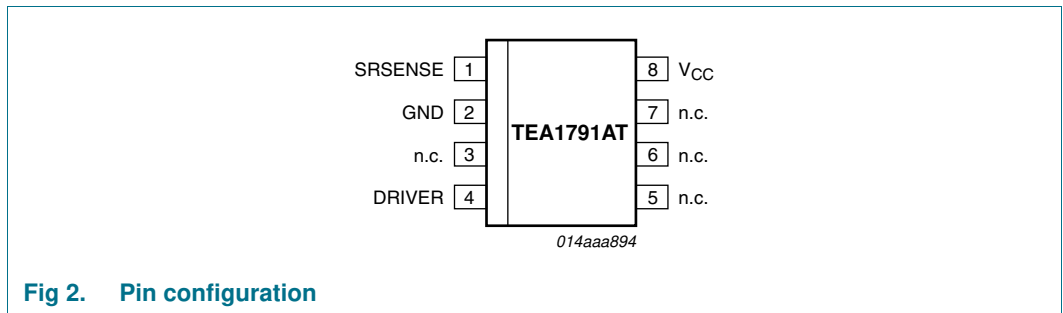 SRSENSE 1 8 VCC
GND 2 7 n.c.
TEA1791AT
n.c. 3 6 n.c.
DRIVER 4 5 n.c.
014aaa894
Fig 2. Pin configuration